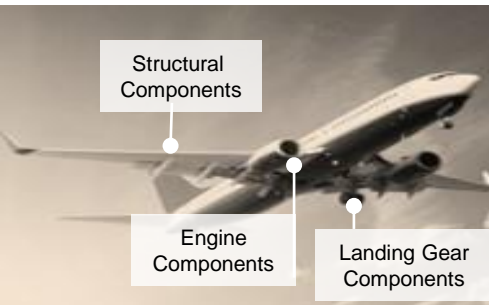 Structural
Components
Engine
Components
Landing Gear
Components